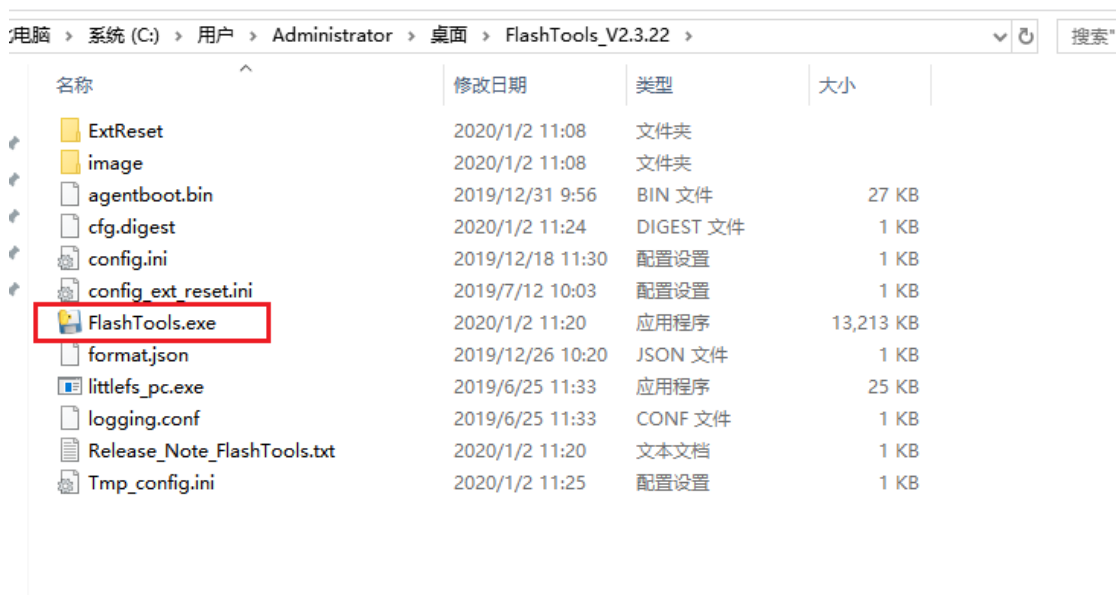 电脑 › 系统 (C:) › 用户 › Administrator › 桌面 › FlashTools_V2.3.22 › 搜索"
名称 修改日期 类型 大小
ExtReset 2020/1/2 11:08 文件夹
image 2020/1/2 11:08 文件夹
agentboot.bin 2019/12/31 9:56 BIN 文件 27 KB
cfg.digest 2020/1/2 11:24 DIGEST 文件 1 KB
config.ini 2019/12/18 11:30 配置设置 1 KB
config_ext_reset.ini 2019/7/12 10:03 配置设置 1 KB
FlashTools.exe 2020/1/2 11:20 应用程序 13,213 KB
format.json 2019/12/26 10:20 JSON 文件 1 KB
littlefs_pc.exe 2019/6/25 11:33 应用程序 25 KB
logging.conf 2019/6/25 11:33 CONF 文件 1 KB
Release_Note_FlashTools.txt 2020/1/2 11:20 文本文档 1 KB
Tmp_config.ini 2020/1/2 11:25 配置设置 1 KB